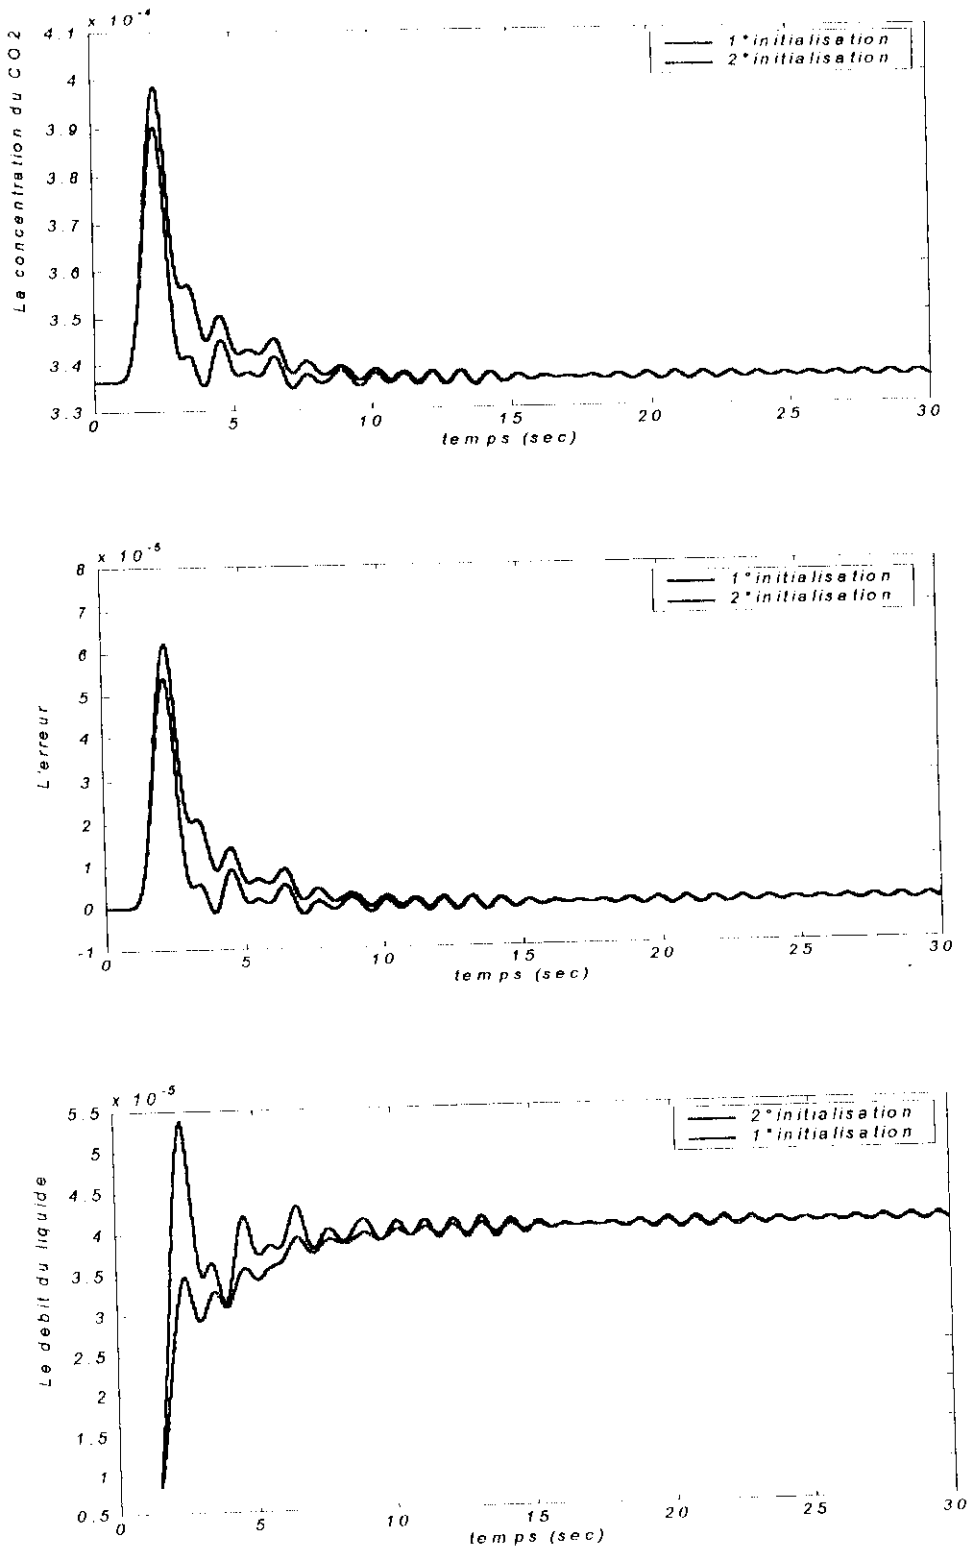 x 10⁻⁴
4.1
4
3.9
3.8
3.7
3.6
3.5
3.4
3.3
La concentration du CO2
1°initialisation
2°initialisation
0 5 10 15 20 25 30
temps (sec)
x 10⁻⁵
8
7
6
5
4
3
2
1
0
-1
L'erreur
1°initialisation
2°initialisation
0 5 10 15 20 25 30
temps (sec)
x 10⁻⁵
5.5
5
4.5
4
3.5
3
2.5
2
1.5
1
0.5
Le debit du liquide
2°initialisation
1°initialisation
0 5 10 15 20 25 30
temps (sec)